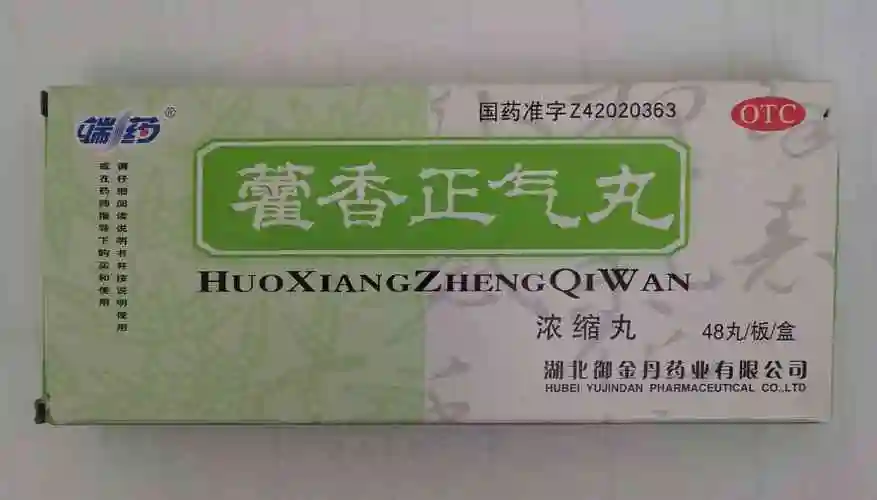 端药®
国药准字Z42020363
OTC
藿香正气丸
HUOXIANGZHENGQIWAN
请仔细阅读说明书并按说明使用
或在药师指导下购买和使用
浓缩丸
48丸/板/盒
湖北御金丹药业有限公司
HUBEI YUJINDAN PHARMACEUTICAL CO.,LTD